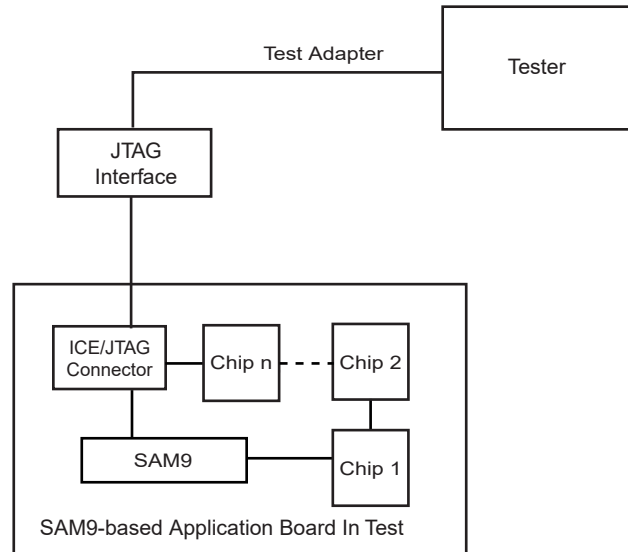 Test Adapter
Tester
JTAG
Interface
ICE/JTAG
Connector
Chip n
Chip 2
SAM9
Chip 1
SAM9-based Application Board In Test